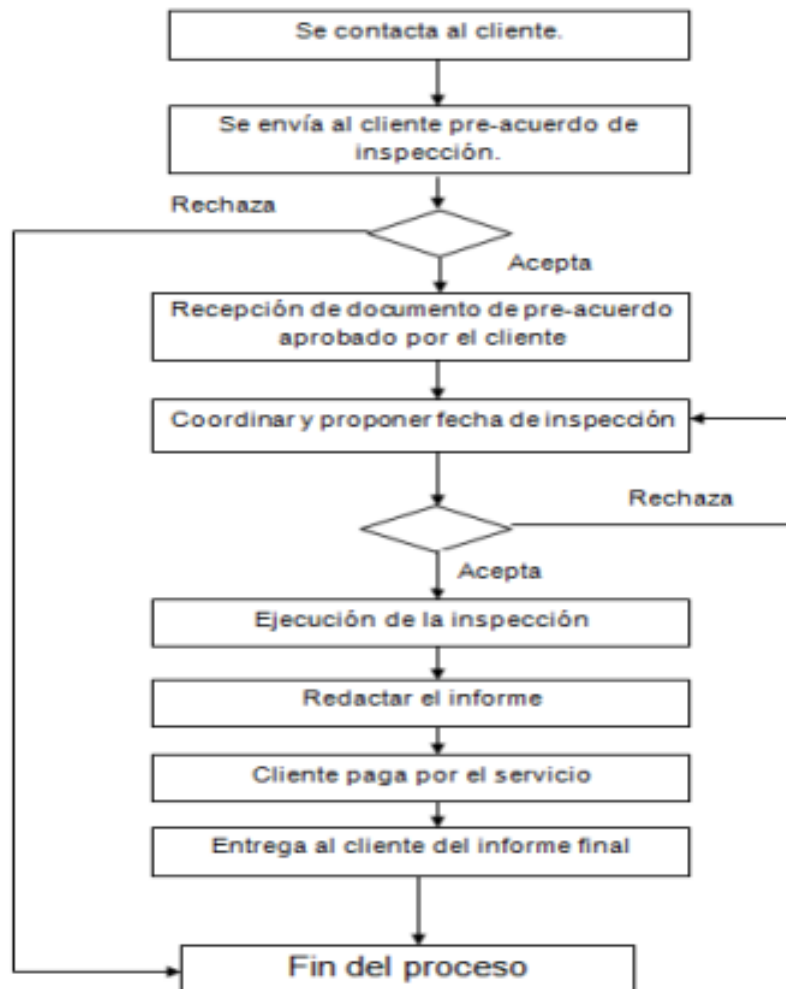 Se contacta al cliente.
Se envía al cliente pre-acuerdo de
inspección.
Rechaza
Acepta
Recepción de documento de pre-acuerdo
aprobado por el cliente
Coordinar y proponer fecha de inspección
Rechaza
Acepta
Ejecución de la inspección
Redactar el informe
Cliente paga por el servicio
Entrega al cliente del informe final
Fin del proceso